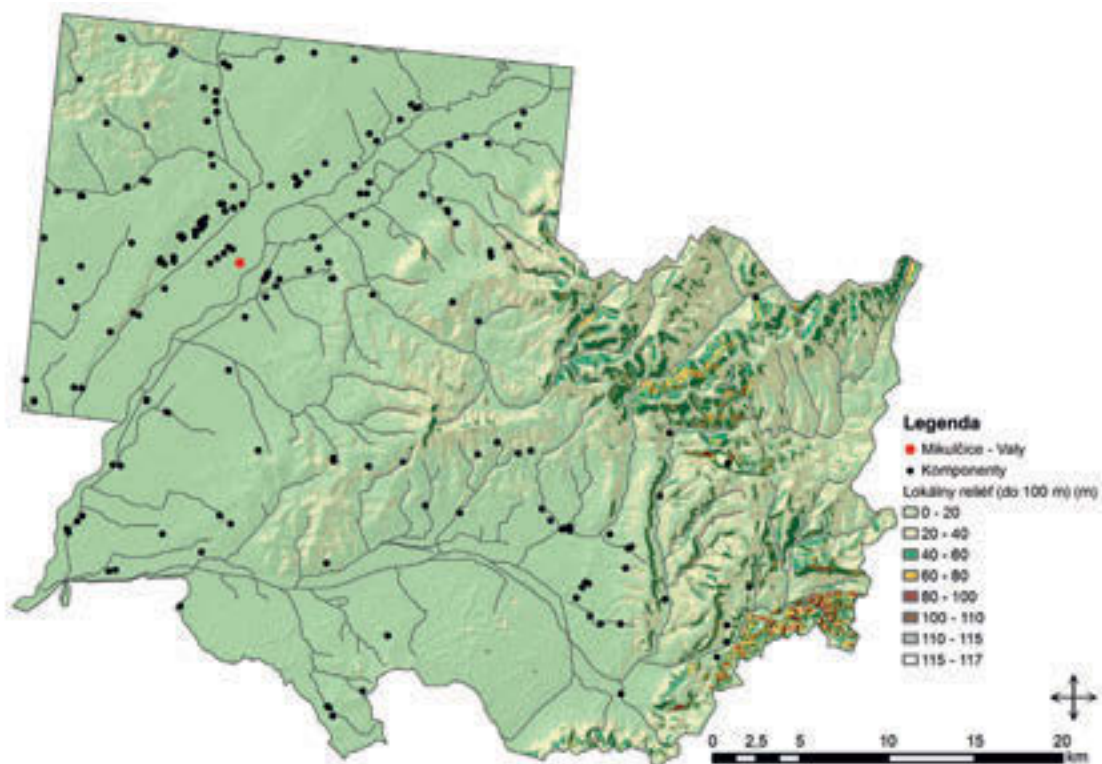 Legenda
Mikulčice - Valy
Komponenty
Lokálny reliéf (do 100 m) (m)
0 - 20
20 - 40
40 - 60
60 - 80
80 - 100
100 - 110
110 - 115
115 - 117
0 2,5 5 10 15 20
km